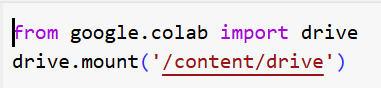 from google.colab import drive
drive.mount('/content/drive')